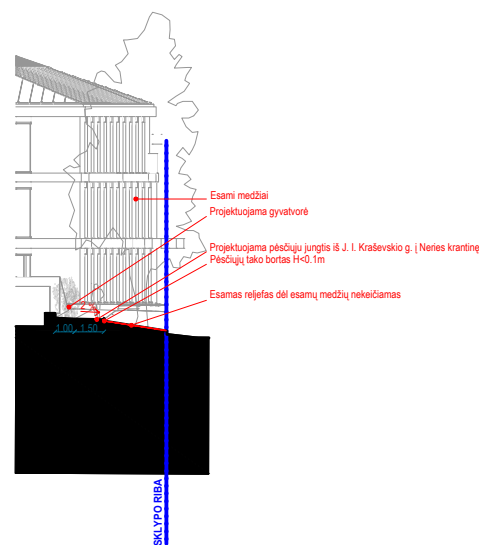 Esami medžiai
Projektuojama gyvatvorė
Projektuojama pėsčiųjų jungtis iš J. I. Kraševskio g. į Neries krantinę
Pėsčiųjų tako bortas H<0.1m
Esamas reljefas dėl esamų medžių nekeičiamas
1.00 1.50
SKLYPO RIBA